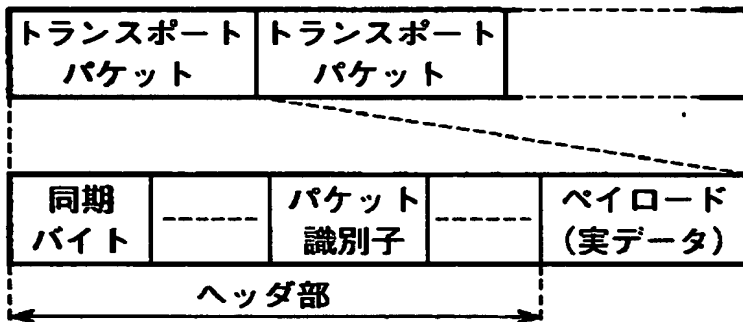 トランスポート
パケット
トランスポート
パケット
同期
バイト
パケット
識別子
ペイロード
(実データ)
ヘッダ部